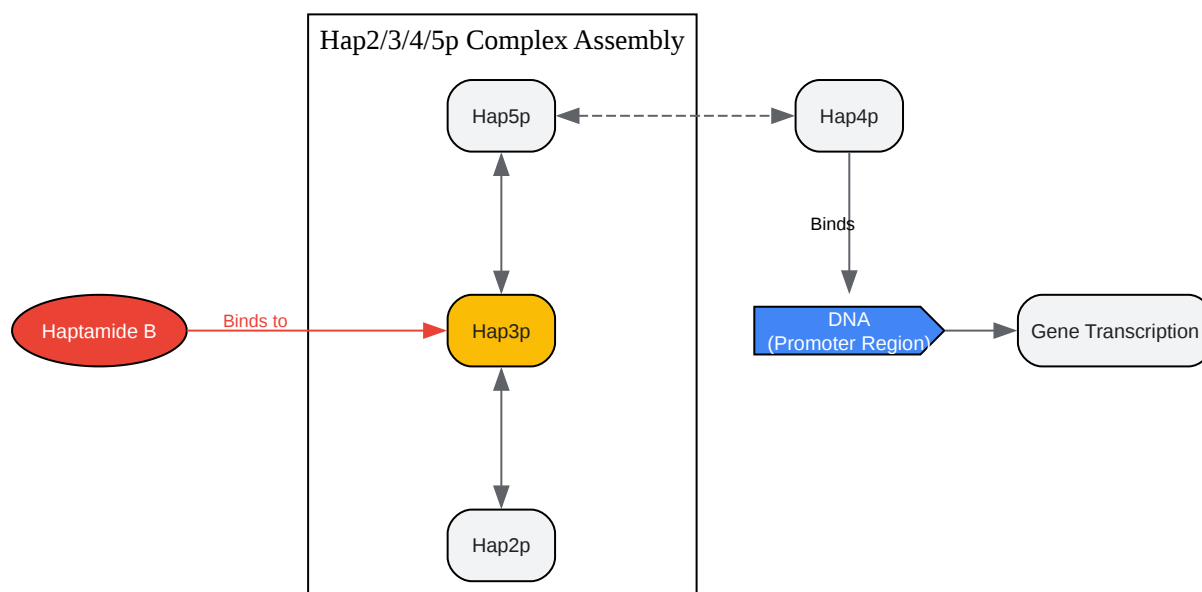 Hap2/3/4/5p Complex Assembly
Hap5p
Hap4p
Binds
Haptamide B
Binds to
Hap3p
DNA
(Promoter Region)
Gene Transcription
Hap2p